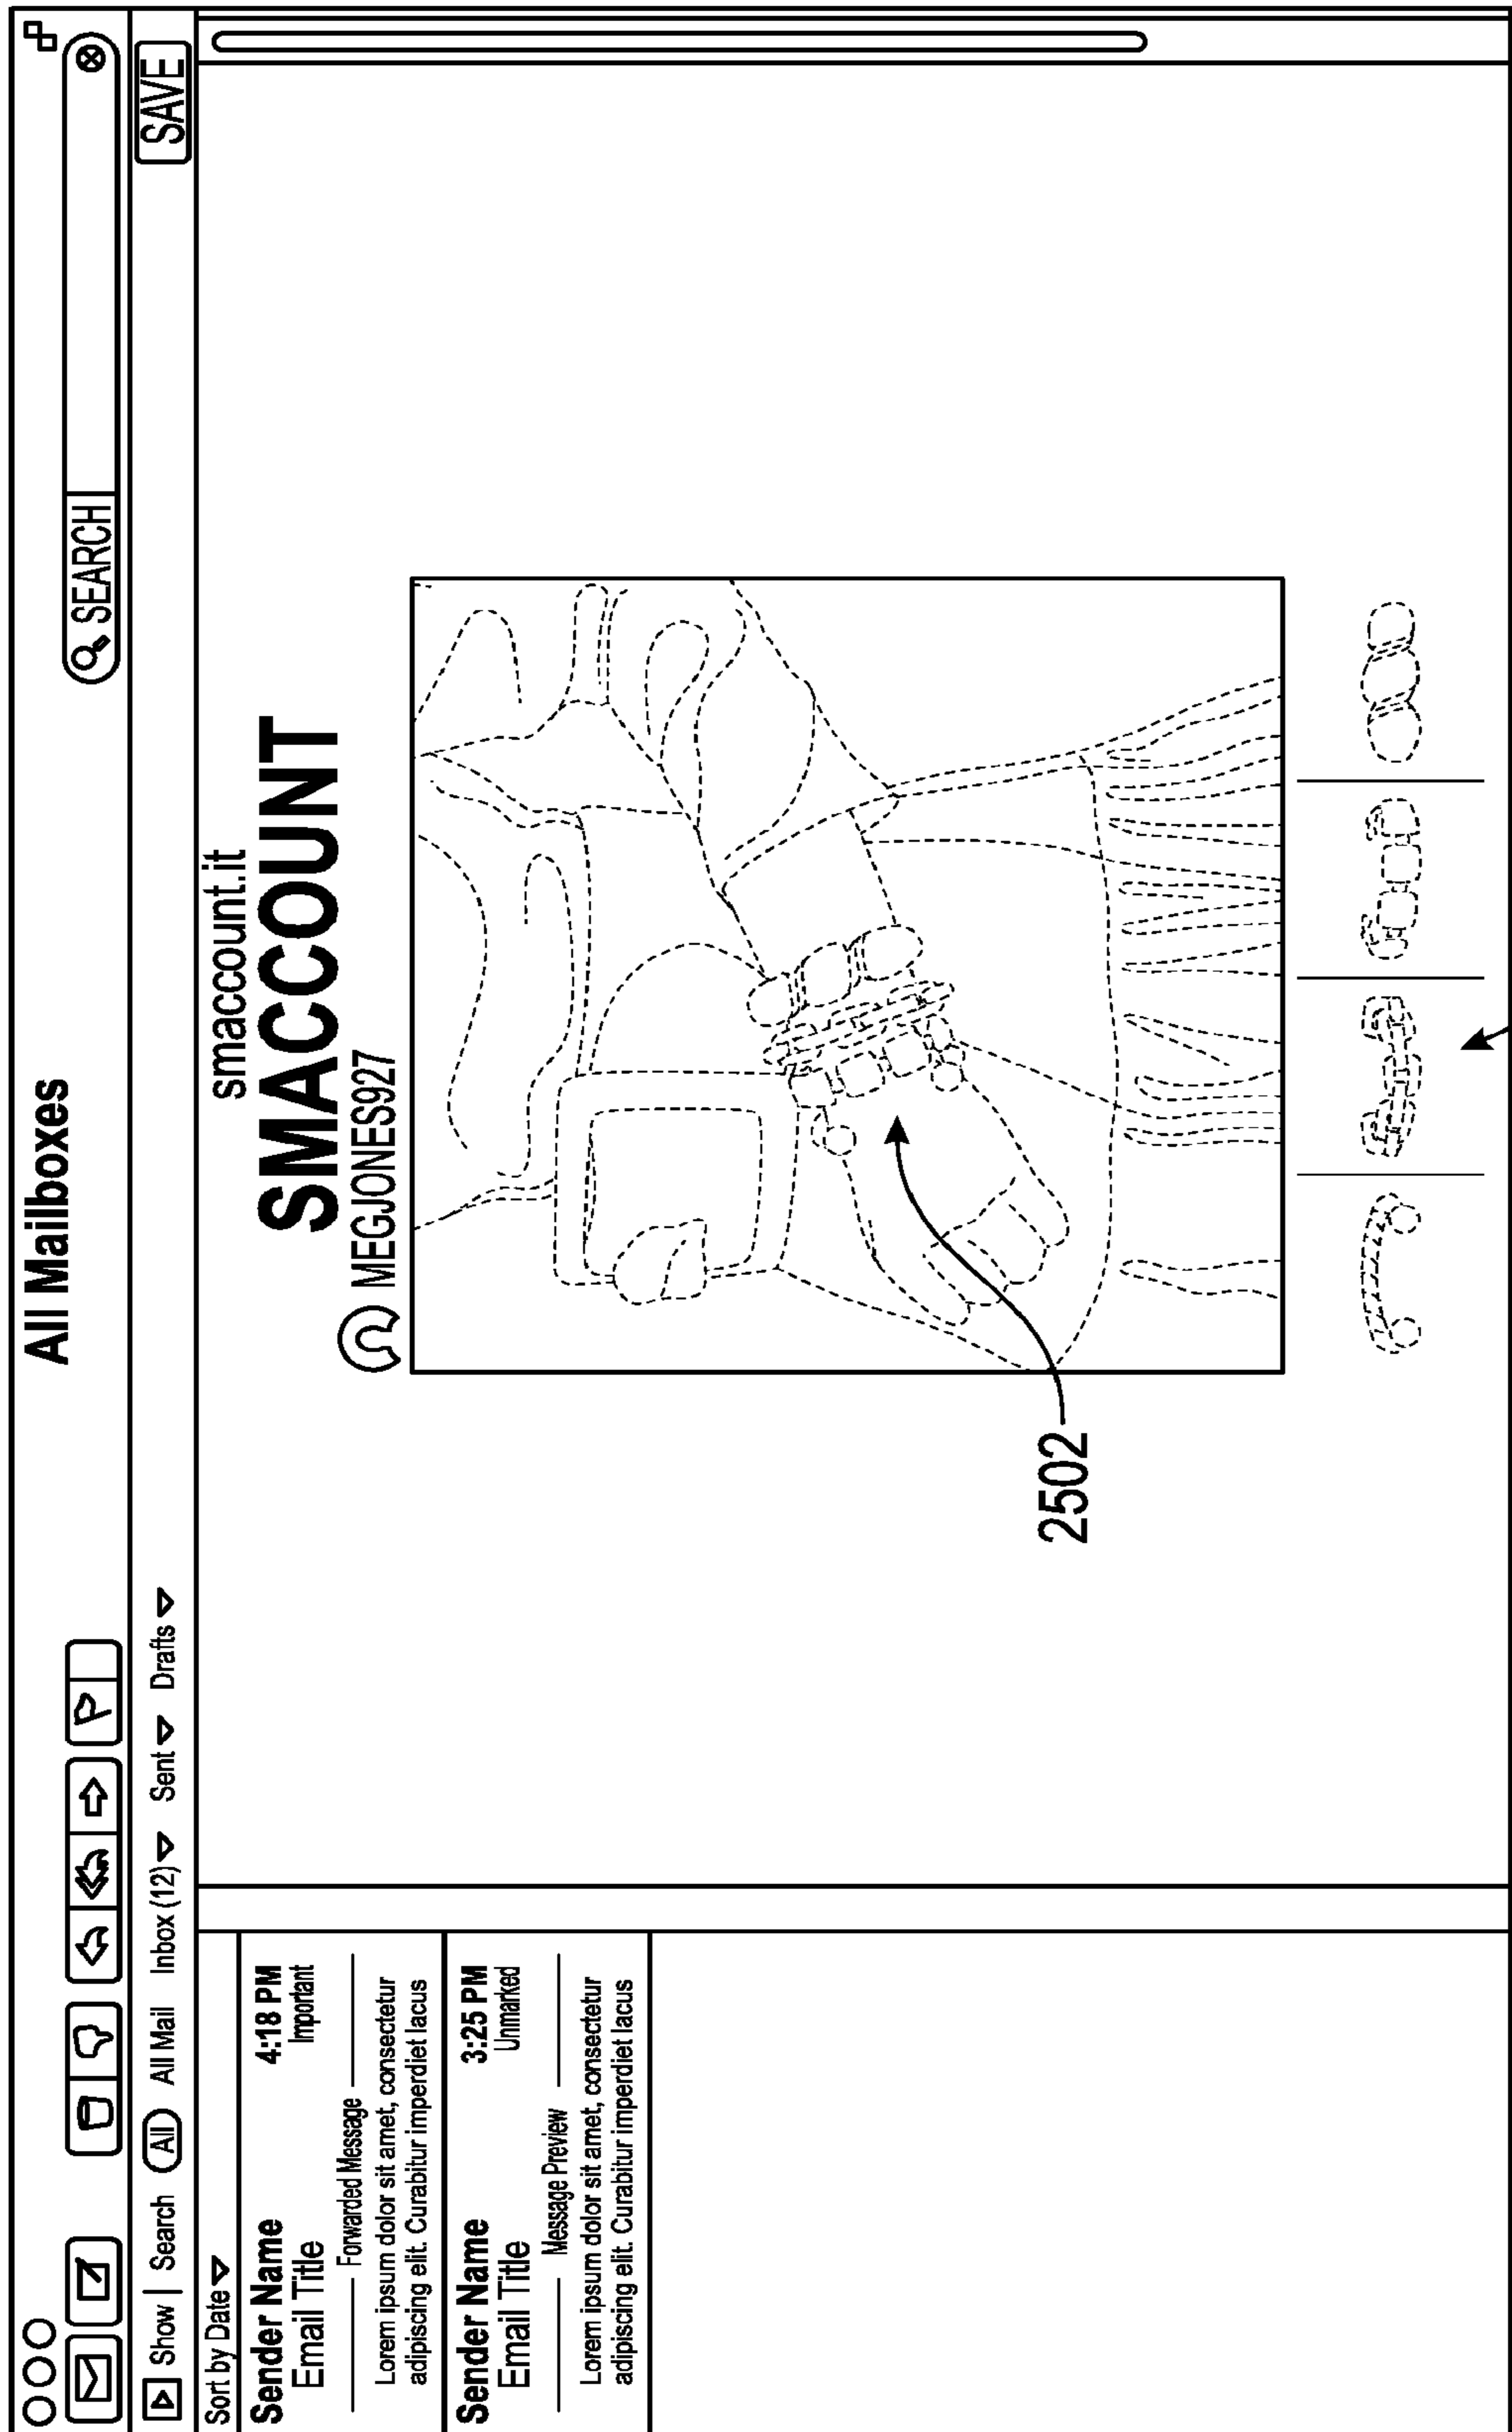 All Mailboxes
SEARCH
Show | Search All All Mail Inbox (12) Sent Drafts
SAVE
Sort by Date
Sender Name 4:18 PM
Email Title Important
Forwarded Message
Lorem ipsum dolor sit amet, consectetur
adipiscing elit. Curabitur imperdiet lacus
Sender Name 3:25 PM
Email Title Unmarked
Message Preview
Lorem ipsum dolor sit amet, consectetur
adipiscing elit. Curabitur imperdiet lacus
smaccount.it
SMACCOUNT
MEGJONES927
2502